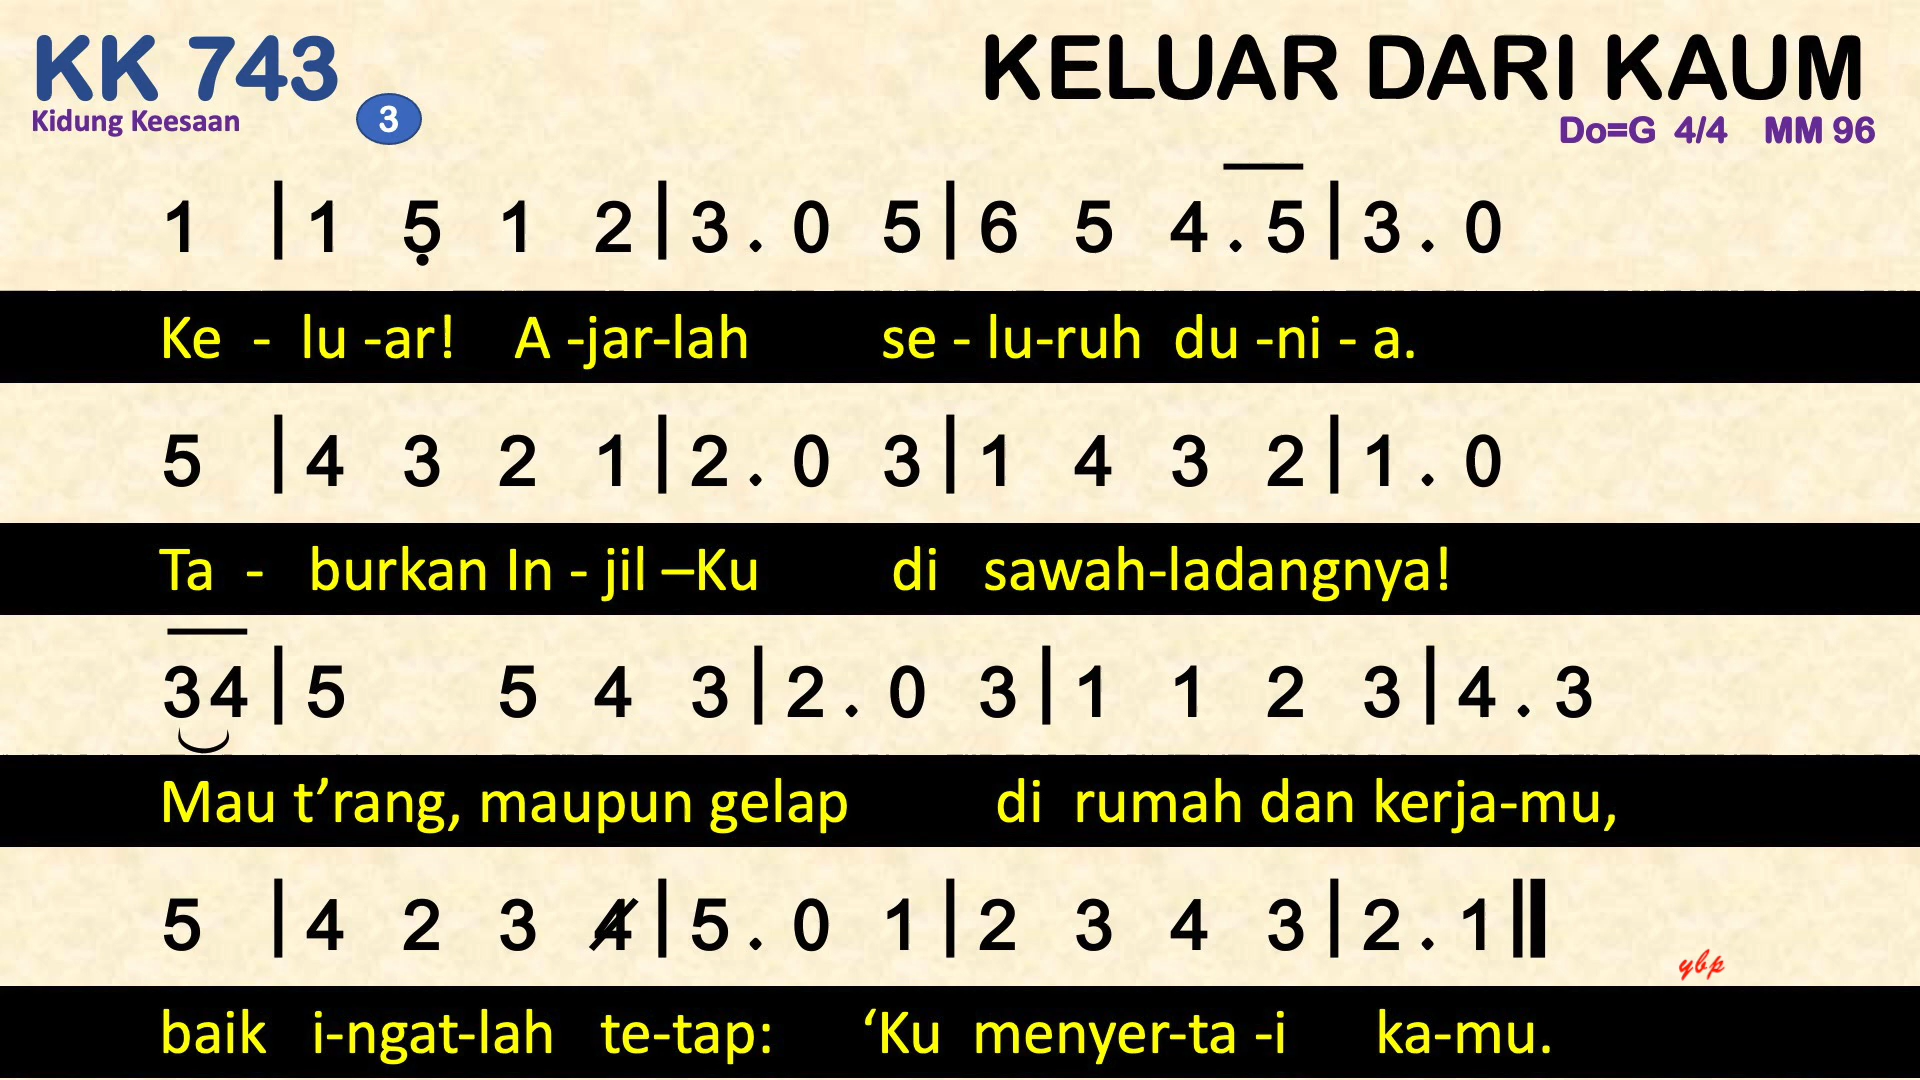 KK 743
Kidung Keesaan
3
KELUAR DARI KAUM
Do=G 4/4 MM 96
1 | 1 5̣ 1 2 | 3 . 0 5 | 6 5 4 . 5 | 3 . 0
Ke - lu -ar! A -jar-lah se - lu-ruh du -ni - a.
5 | 4 3 2 1 | 2 . 0 3 | 1 4 3 2 | 1 . 0
Ta - burkan In - jil –Ku di sawah-ladangnya!
34 | 5 5 4 3 | 2 . 0 3 | 1 1 2 3 | 4 . 3
Mau t’rang, maupun gelap di rumah dan kerja-mu,
5 | 4 2 3 4̸ | 5 . 0 1 | 2 3 4 3 | 2 . 1 ||
baik i-ngat-lah te-tap: ‘Ku menyer-ta -i ka-mu.
ybp